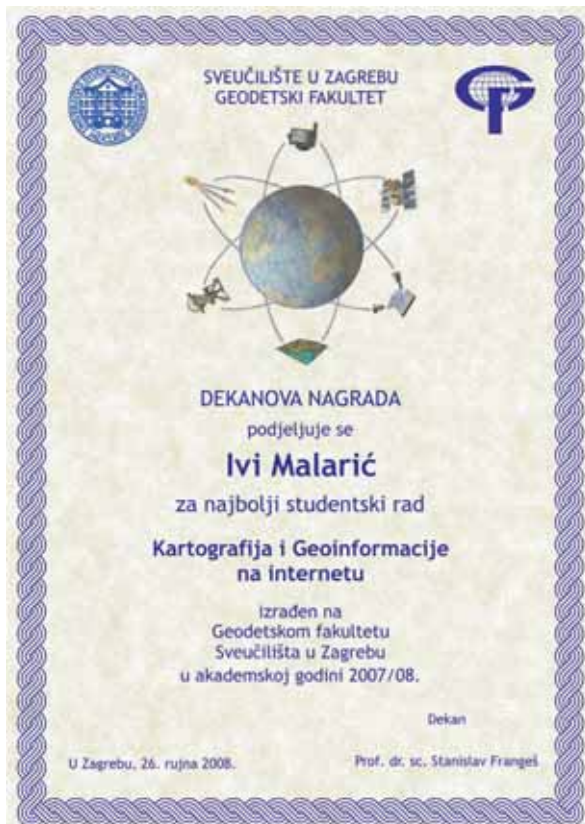 SVEUČILIŠTE U ZAGREBU
GEODETSKI FAKULTET
DEKANOVA NAGRADA
podjeljuje se
Ivi Malarić
za najbolji studentski rad
Kartografija i Geoinformacije
na internetu
izrađen na
Geodetskom fakultetu
Sveučilišta u Zagrebu
u akademskoj godini 2007/08.
Dekan
U Zagrebu, 26. rujna 2008.
Prof. dr. sc. Stanislav Frangeš